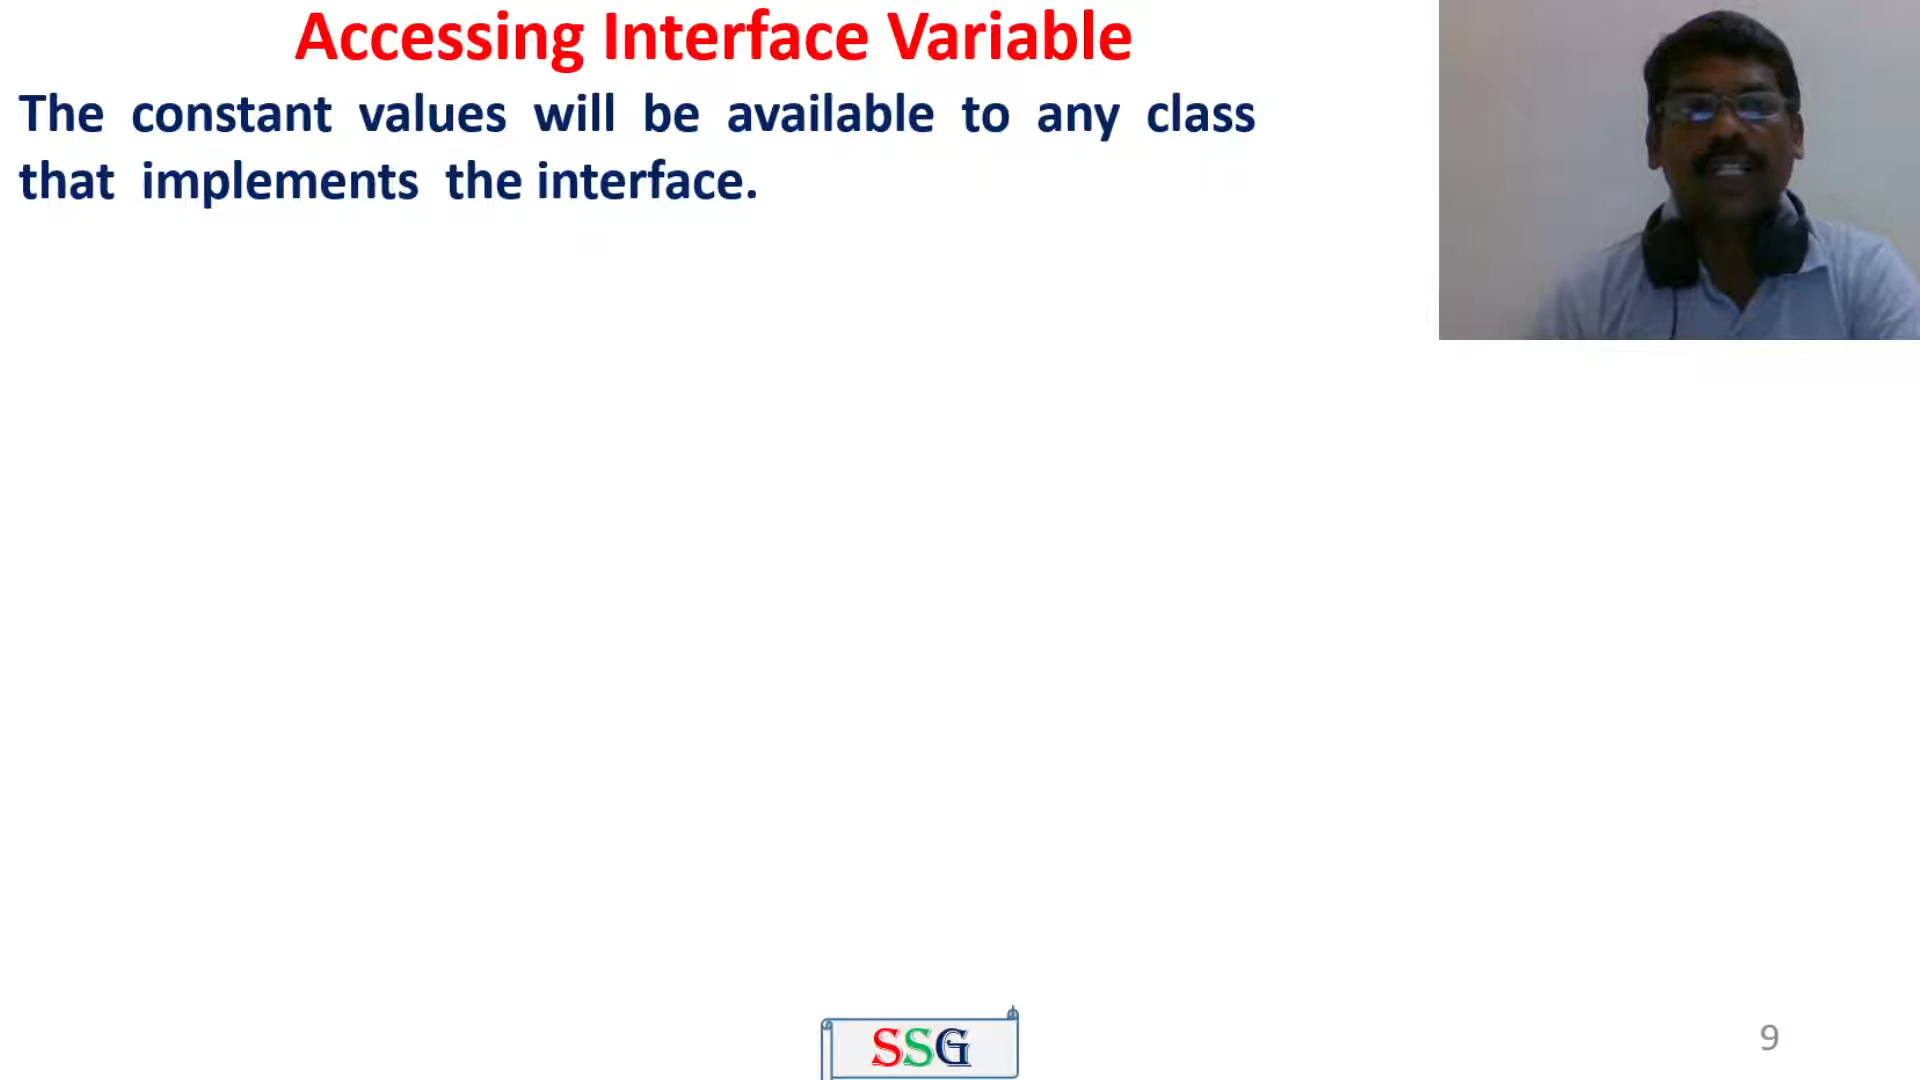 Accessing Interface Variable
The constant values will be available to any class
that implements the interface.
SSG
9